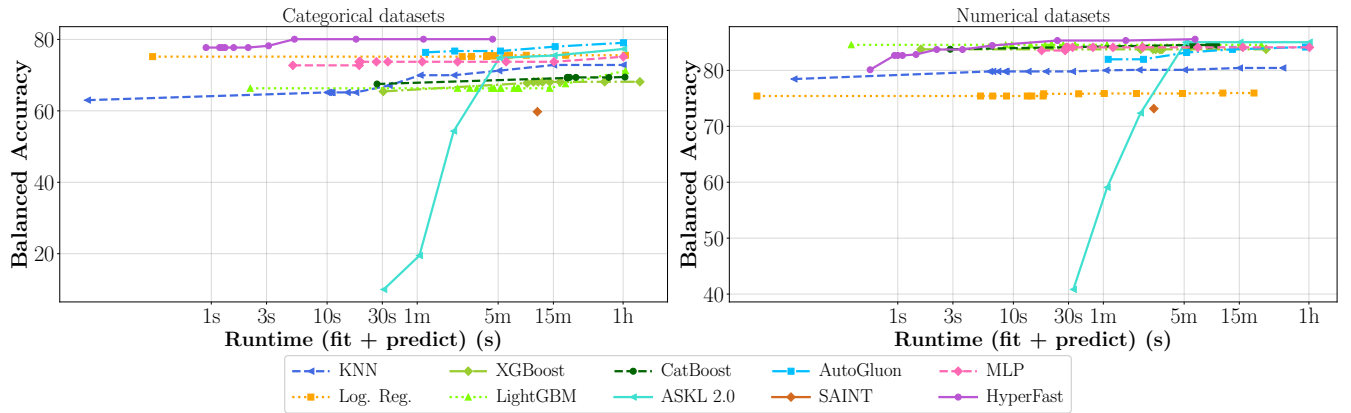 Categorical datasets
Balanced Accuracy
80
60
40
20
1s 3s 10s 30s 1m 5m 15m 1h
Runtime (fit + predict) (s)
Numerical datasets
Balanced Accuracy
80
70
60
50
40
1s 3s 10s 30s 1m 5m 15m 1h
Runtime (fit + predict) (s)
KNN XGBoost CatBoost AutoGluon MLP
Log. Reg. LightGBM ASKL 2.0 SAINT HyperFast